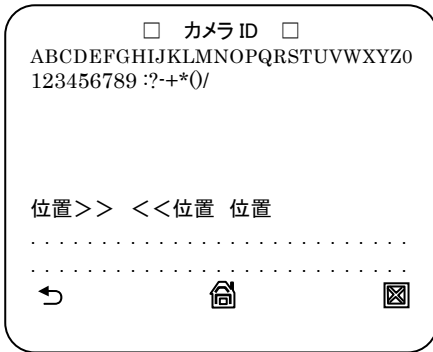 □ カメラ ID □
ABCDEFGHIJKLMNOPQRSTUVWXYZ0
123456789 :?-+*()/
位置>> <<位置 位置
. . . . . . . . . . . . . . . . . . . . . . . . . . .
. . . . . . . . . . . . . . . . . . . . . . . . . . .